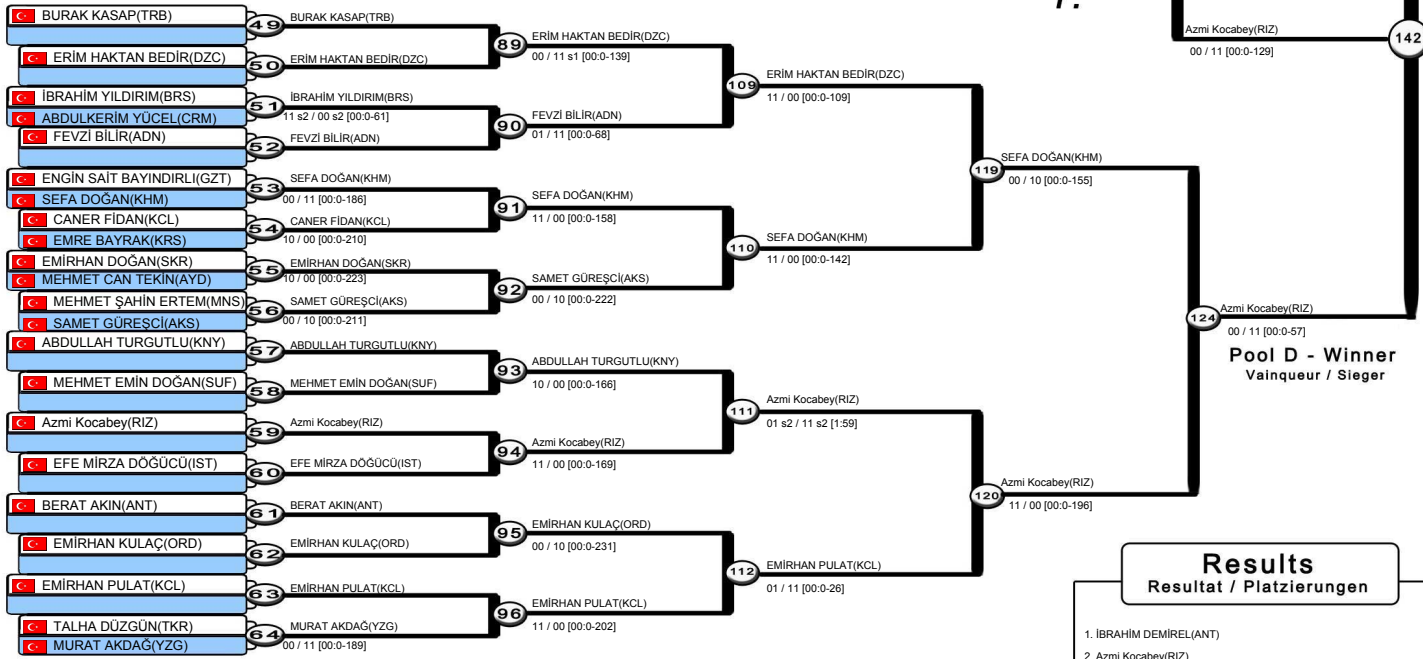 1.
Azmi Kocabey(RIZ)
142
00 / 11 [00:0-129]
BURAK KASAP(TRB)
49
BURAK KASAP(TRB)
ERİM HAKTAN BEDİR(DZC)
50
ERİM HAKTAN BEDİR(DZC)
89
ERİM HAKTAN BEDİR(DZC)
00 / 11 s1 [00:0-139]
İBRAHİM YILDIRIM(BRS)
ABDULKERİM YÜCEL(CRM)
51
İBRAHİM YILDIRIM(BRS)
11 s2 / 00 s2 [00:0-61]
FEVZİ BİLİR(ADN)
52
FEVZİ BİLİR(ADN)
90
FEVZİ BİLİR(ADN)
01 / 11 [00:0-68]
109
ERİM HAKTAN BEDİR(DZC)
11 / 00 [00:0-109]
ENGİN SAİT BAYINDIRLI(GZT)
SEFA DOĞAN(KHM)
53
SEFA DOĞAN(KHM)
00 / 11 [00:0-186]
CANER FİDAN(KCL)
EMRE BAYRAK(KRS)
54
CANER FİDAN(KCL)
10 / 00 [00:0-210]
91
SEFA DOĞAN(KHM)
11 / 00 [00:0-158]
EMİRHAN DOĞAN(SKR)
MEHMET CAN TEKİN(AYD)
55
EMİRHAN DOĞAN(SKR)
10 / 00 [00:0-223]
MEHMET ŞAHİN ERTEM(MNS)
SAMET GÜREŞCİ(AKS)
56
SAMET GÜREŞCİ(AKS)
00 / 10 [00:0-211]
92
SAMET GÜREŞCİ(AKS)
00 / 10 [00:0-222]
110
SEFA DOĞAN(KHM)
11 / 00 [00:0-142]
119
SEFA DOĞAN(KHM)
00 / 10 [00:0-155]
ABDULLAH TURGUTLU(KNY)
57
ABDULLAH TURGUTLU(KNY)
MEHMET EMİN DOĞAN(SUF)
58
MEHMET EMİN DOĞAN(SUF)
93
ABDULLAH TURGUTLU(KNY)
10 / 00 [00:0-166]
Azmi Kocabey(RIZ)
59
Azmi Kocabey(RIZ)
EFE MİRZA DÖĞÜCÜ(IST)
60
EFE MİRZA DÖĞÜCÜ(IST)
94
Azmi Kocabey(RIZ)
11 / 00 [00:0-169]
111
Azmi Kocabey(RIZ)
01 s2 / 11 s2 [1:59]
BERAT AKIN(ANT)
61
BERAT AKIN(ANT)
EMİRHAN KULAÇ(ORD)
62
EMİRHAN KULAÇ(ORD)
95
EMİRHAN KULAÇ(ORD)
00 / 10 [00:0-231]
EMİRHAN PULAT(KCL)
63
EMİRHAN PULAT(KCL)
TALHA DÜZGÜN(TKR)
MURAT AKDAĞ(YZG)
64
MURAT AKDAĞ(YZG)
00 / 11 [00:0-189]
96
EMİRHAN PULAT(KCL)
11 / 00 [00:0-202]
112
EMİRHAN PULAT(KCL)
01 / 11 [00:0-26]
120
Azmi Kocabey(RIZ)
11 / 00 [00:0-196]
124
Azmi Kocabey(RIZ)
00 / 11 [00:0-57]
Pool D - Winner
Vainqueur / Sieger
Results
Resultat / Platzierungen
1. İBRAHİM DEMİREL(ANT)
2. Azmi Kocabey(RIZ)